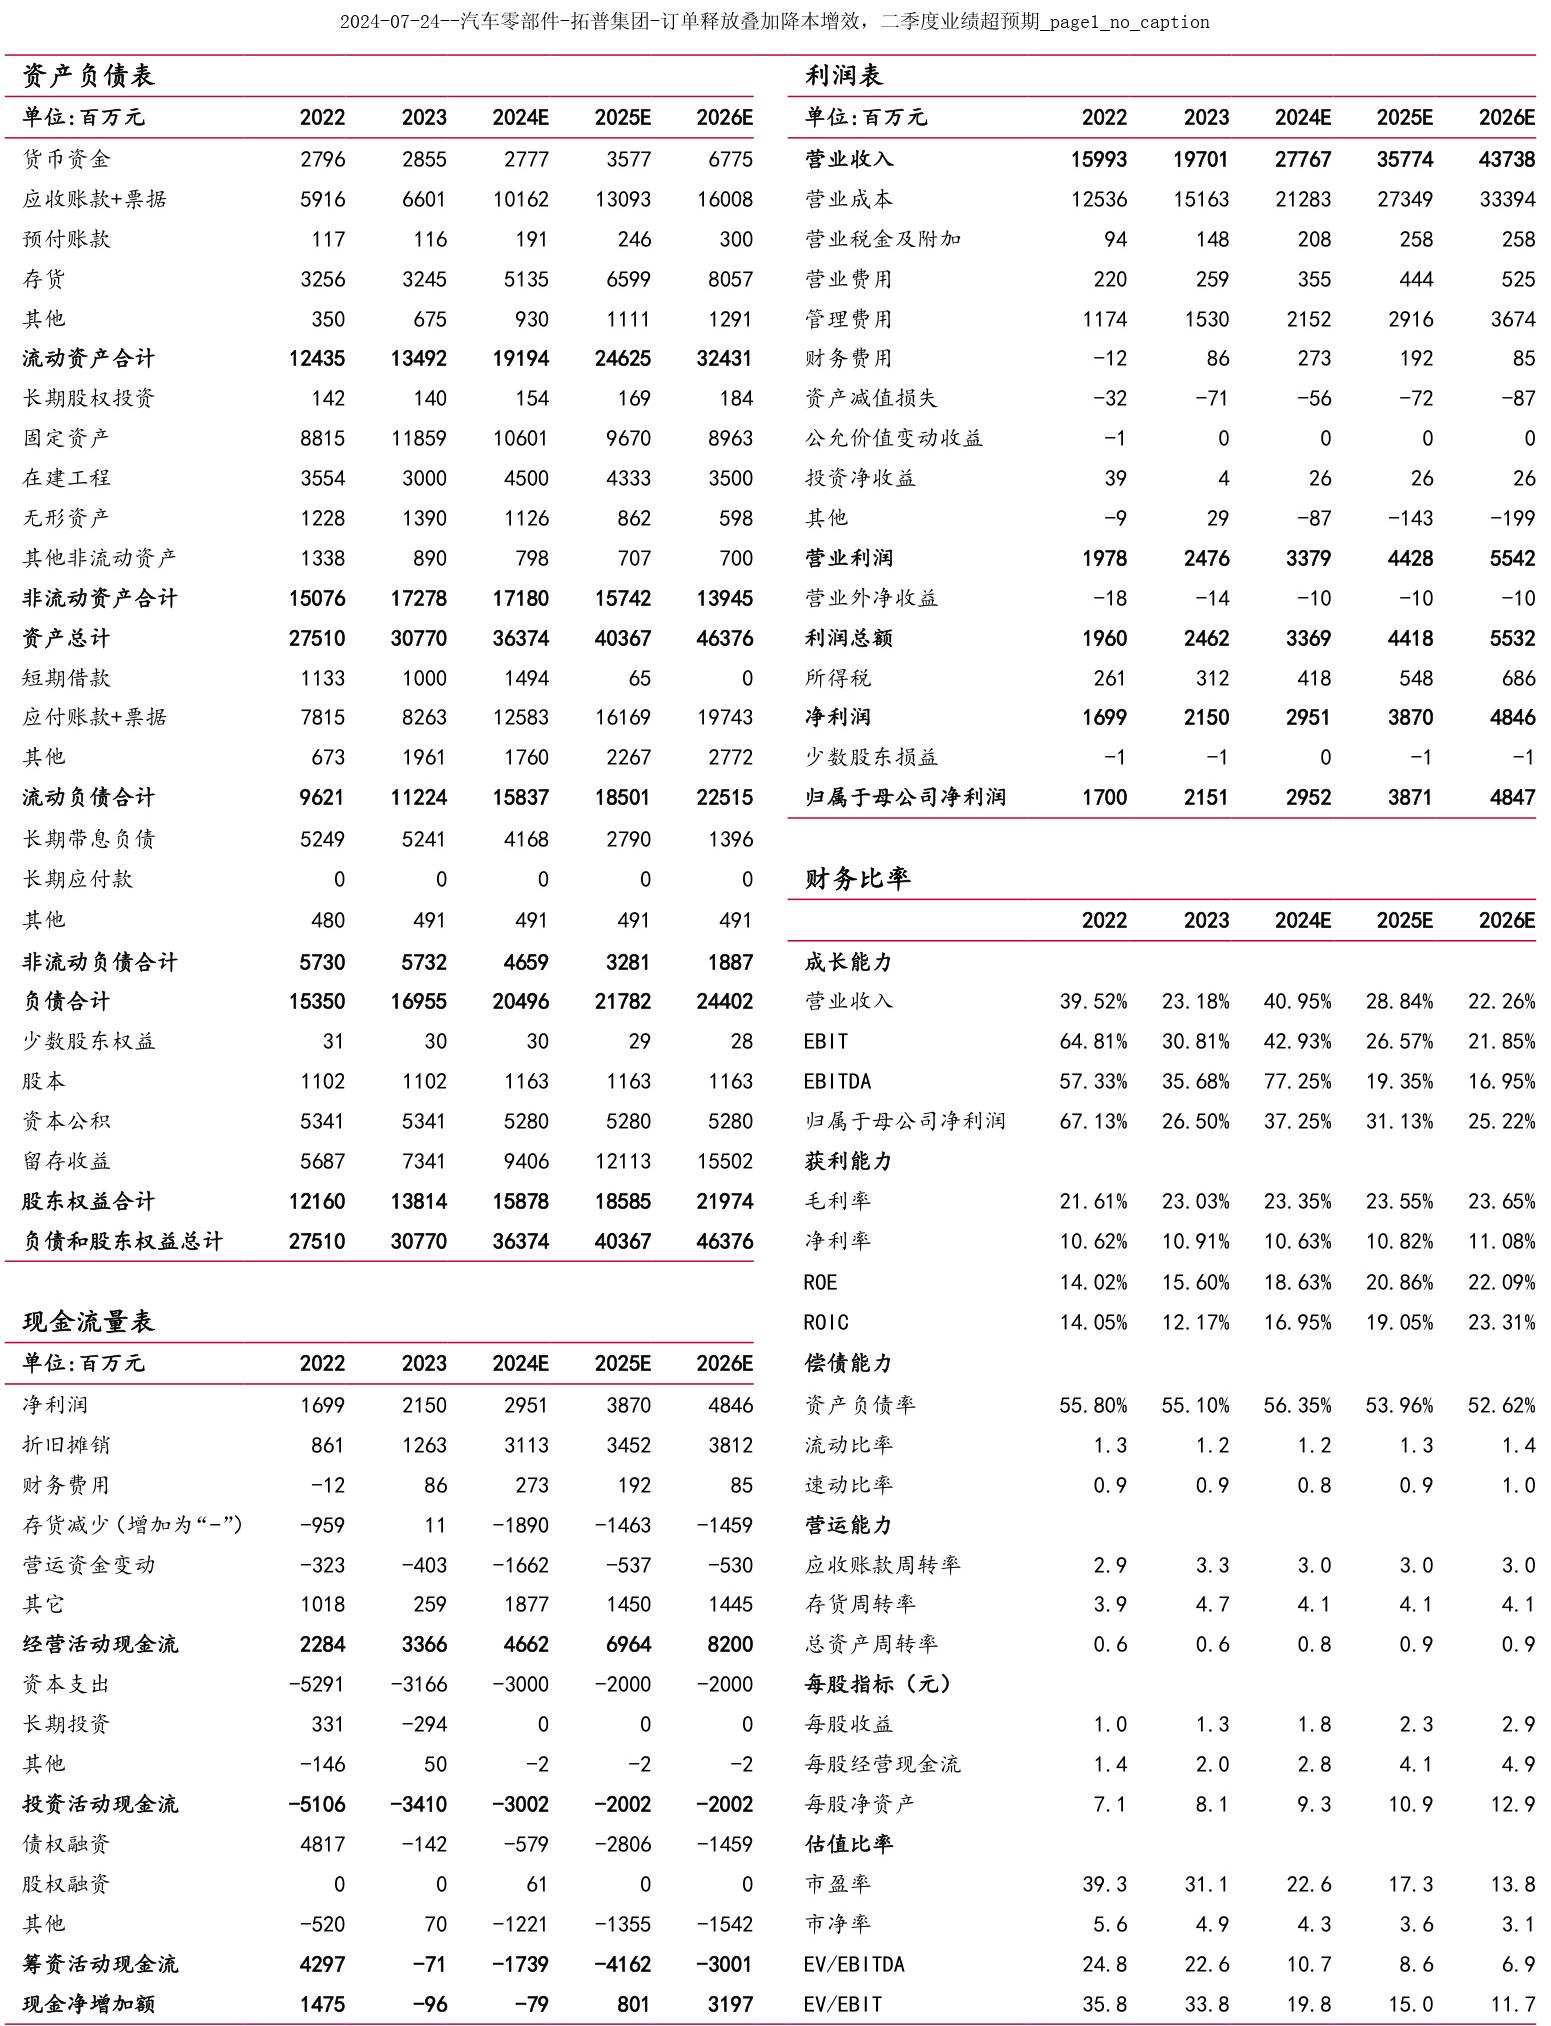 2024-07-24--汽车零部件-拓普集团-订单释放叠加降本增效，二季度业绩超预期_page1_no_caption
资产负债表
单位:百万元 2022 2023 2024E 2025E 2026E
货币资金 2796 2855 2777 3577 6775
应收账款+票据 5916 6601 10162 13093 16008
预付账款 117 116 191 246 300
存货 3256 3245 5135 6599 8057
其他 350 675 930 1111 1291
流动资产合计 12435 13492 19194 24625 32431
长期股权投资 142 140 154 169 184
固定资产 8815 11859 10601 9670 8963
在建工程 3554 3000 4500 4333 3500
无形资产 1228 1390 1126 862 598
其他非流动资产 1338 890 798 707 700
非流动资产合计 15076 17278 17180 15742 13945
资产总计 27510 30770 36374 40367 46376
短期借款 1133 1000 1494 65 0
应付账款+票据 7815 8263 12583 16169 19743
其他 673 1961 1760 2267 2772
流动负债合计 9621 11224 15837 18501 22515
长期带息负债 5249 5241 4168 2790 1396
长期应付款 0 0 0 0 0
其他 480 491 491 491 491
非流动负债合计 5730 5732 4659 3281 1887
负债合计 15350 16955 20496 21782 24402
少数股东权益 31 30 30 29 28
股本 1102 1102 1163 1163 1163
资本公积 5341 5341 5280 5280 5280
留存收益 5687 7341 9406 12113 15502
股东权益合计 12160 13814 15878 18585 21974
负债和股东权益总计 27510 30770 36374 40367 46376
现金流量表
单位:百万元 2022 2023 2024E 2025E 2026E
净利润 1699 2150 2951 3870 4846
折旧摊销 861 1263 3113 3452 3812
财务费用 -12 86 273 192 85
存货减少(增加为“-”) -959 11 -1890 -1463 -1459
营运资金变动 -323 -403 -1662 -537 -530
其它 1018 259 1877 1450 1445
经营活动现金流 2284 3366 4662 6964 8200
资本支出 -5291 -3166 -3000 -2000 -2000
长期投资 331 -294 0 0 0
其他 -146 50 -2 -2 -2
投资活动现金流 -5106 -3410 -3002 -2002 -2002
债权融资 4817 -142 -579 -2806 -1459
股权融资 0 0 61 0 0
其他 -520 70 -1221 -1355 -1542
筹资活动现金流 4297 -71 -1739 -4162 -3001
现金净增加额 1475 -96 -79 801 3197
利润表
单位:百万元 2022 2023 2024E 2025E 2026E
营业收入 15993 19701 27767 35774 43738
营业成本 12536 15163 21283 27349 33394
营业税金及附加 94 148 208 258 258
营业费用 220 259 355 444 525
管理费用 1174 1530 2152 2916 3674
财务费用 -12 86 273 192 85
资产减值损失 -32 -71 -56 -72 -87
公允价值变动收益 -1 0 0 0 0
投资净收益 39 4 26 26 26
其他 -9 29 -87 -143 -199
营业利润 1978 2476 3379 4428 5542
营业外净收益 -18 -14 -10 -10 -10
利润总额 1960 2462 3369 4418 5532
所得税 261 312 418 548 686
净利润 1699 2150 2951 3870 4846
少数股东损益 -1 -1 0 -1 -1
归属于母公司净利润 1700 2151 2952 3871 4847
财务比率
2022 2023 2024E 2025E 2026E
成长能力
营业收入 39.52% 23.18% 40.95% 28.84% 22.26%
EBIT 64.81% 30.81% 42.93% 26.57% 21.85%
EBITDA 57.33% 35.68% 77.25% 19.35% 16.95%
归属于母公司净利润 67.13% 26.50% 37.25% 31.13% 25.22%
获利能力
毛利率 21.61% 23.03% 23.35% 23.55% 23.65%
净利率 10.62% 10.91% 10.63% 10.82% 11.08%
ROE 14.02% 15.60% 18.63% 20.86% 22.09%
ROIC 14.05% 12.17% 16.95% 19.05% 23.31%
偿债能力
资产负债率 55.80% 55.10% 56.35% 53.96% 52.62%
流动比率 1.3 1.2 1.2 1.3 1.4
速动比率 0.9 0.9 0.8 0.9 1.0
营运能力
应收账款周转率 2.9 3.3 3.0 3.0 3.0
存货周转率 3.9 4.7 4.1 4.1 4.1
总资产周转率 0.6 0.6 0.8 0.9 0.9
每股指标（元）
每股收益 1.0 1.3 1.8 2.3 2.9
每股经营现金流 1.4 2.0 2.8 4.1 4.9
每股净资产 7.1 8.1 9.3 10.9 12.9
估值比率
市盈率 39.3 31.1 22.6 17.3 13.8
市净率 5.6 4.9 4.3 3.6 3.1
EV/EBITDA 24.8 22.6 10.7 8.6 6.9
EV/EBIT 35.8 33.8 19.8 15.0 11.7